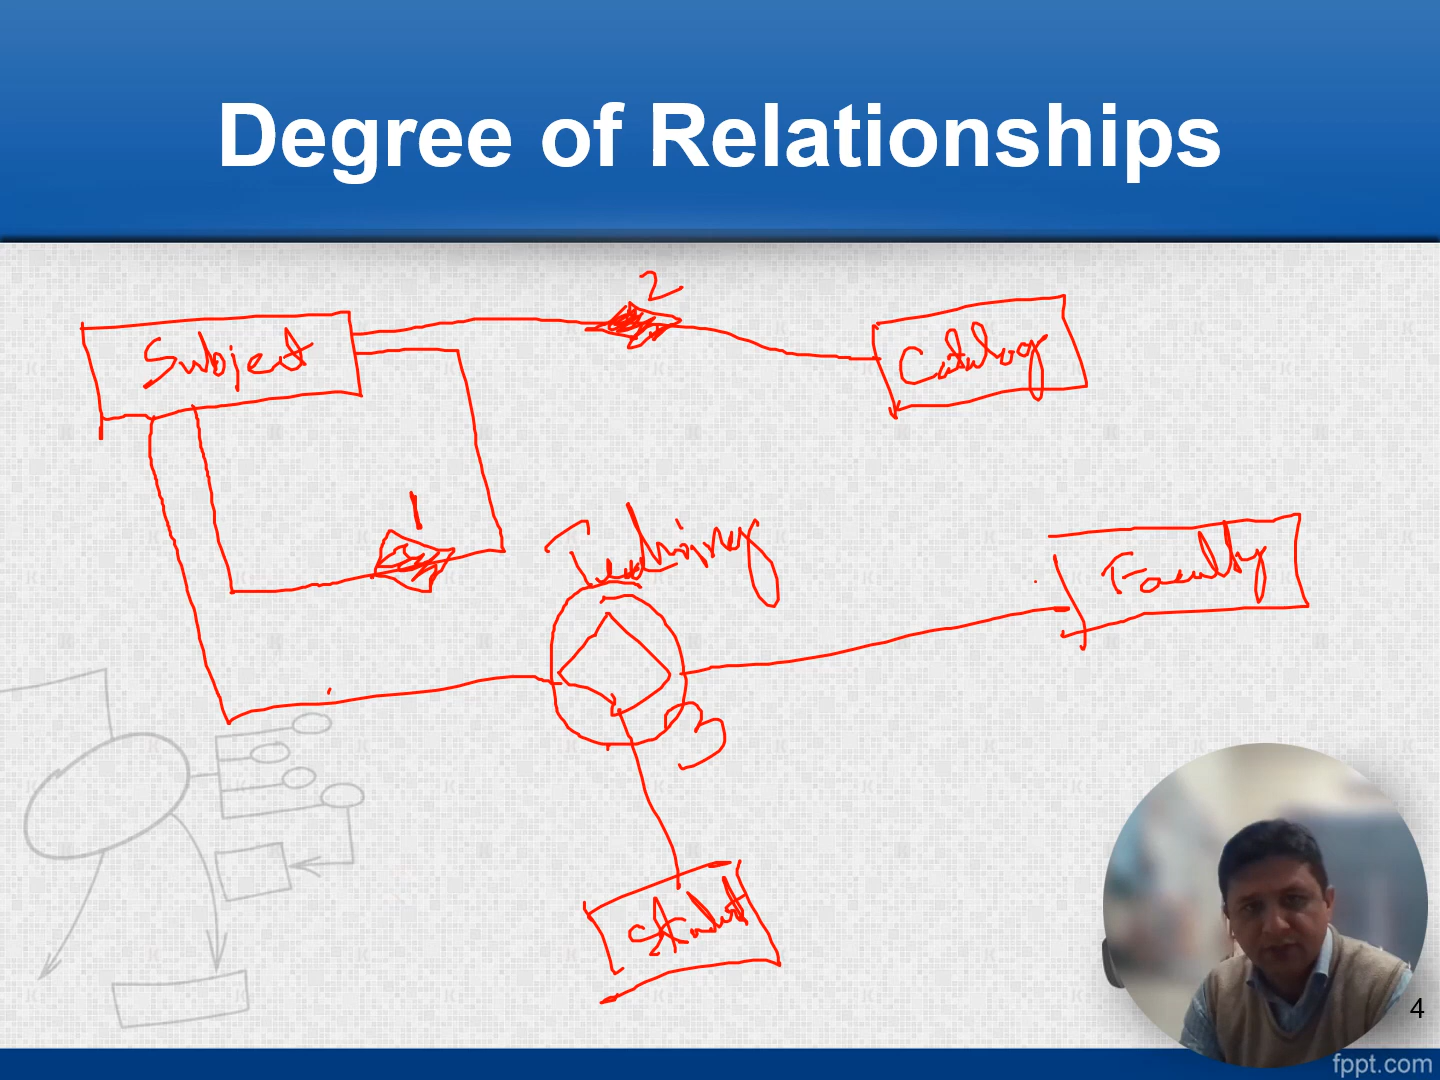 Degree of Relationships
2
Subject
Catalog
1
Teaching
Faculty
3
Student
4
fppt.com